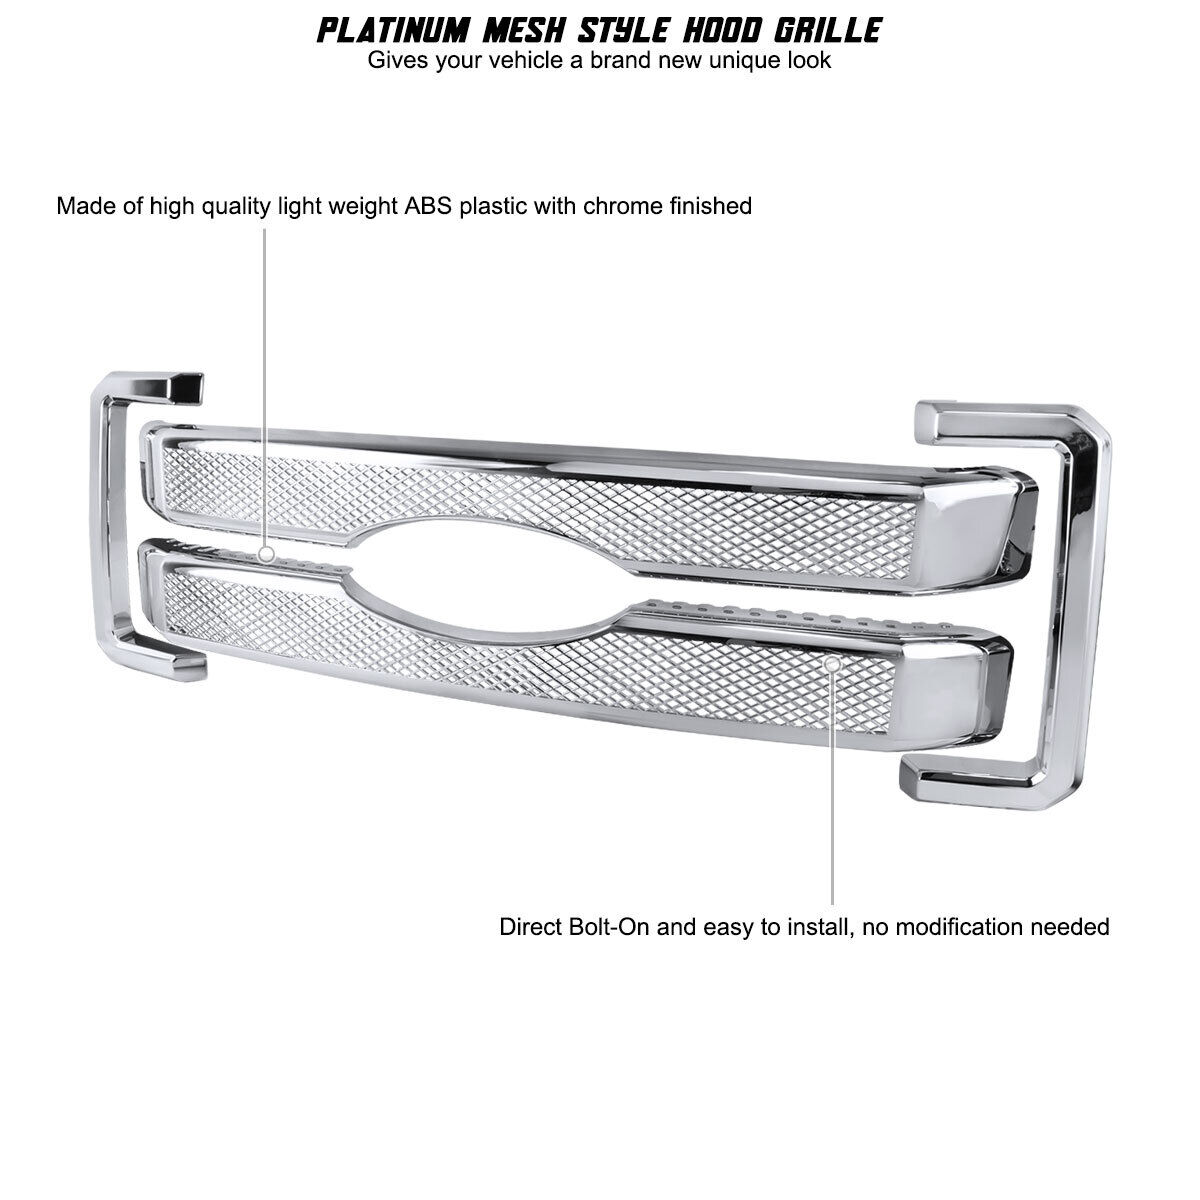 PLATINUM MESH STYLE HOOD GRILLE
Gives your vehicle a brand new unique look
Made of high quality light weight ABS plastic with chrome finished
Direct Bolt-On and easy to install, no modification needed